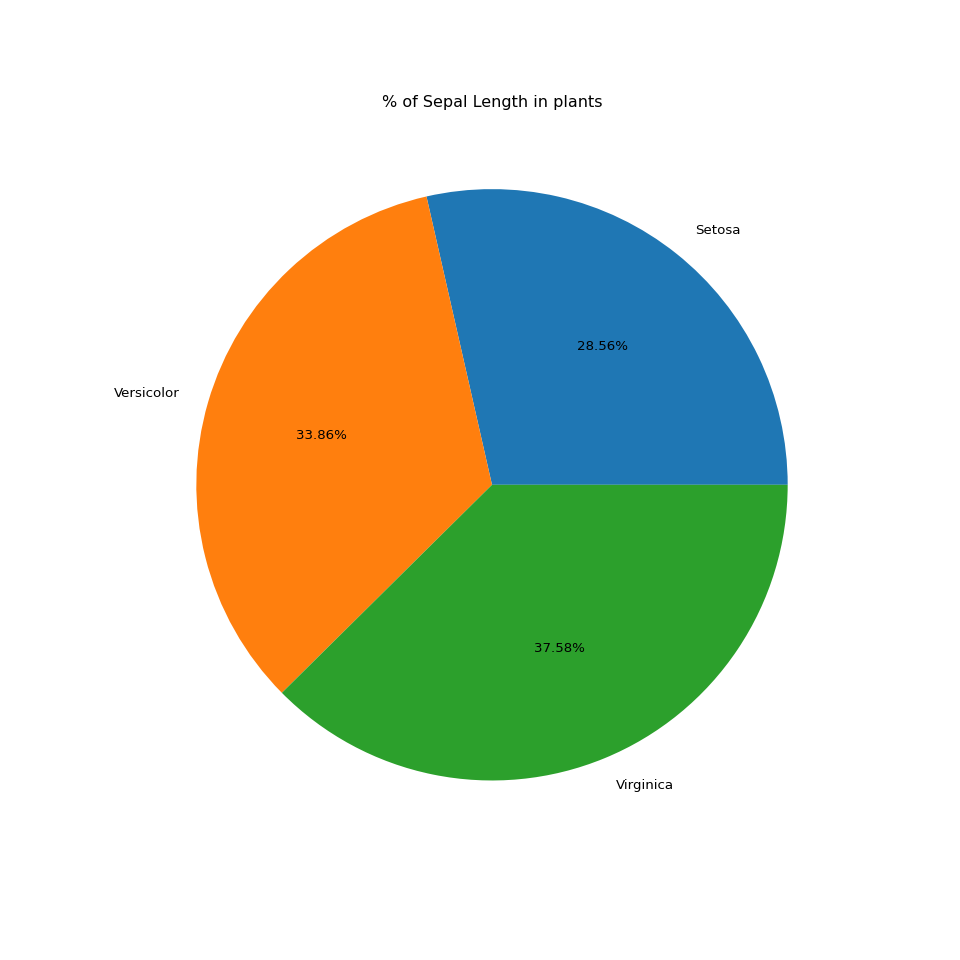 % of Sepal Length in plants
Setosa
28.56%
Versicolor
33.86%
37.58%
Virginica